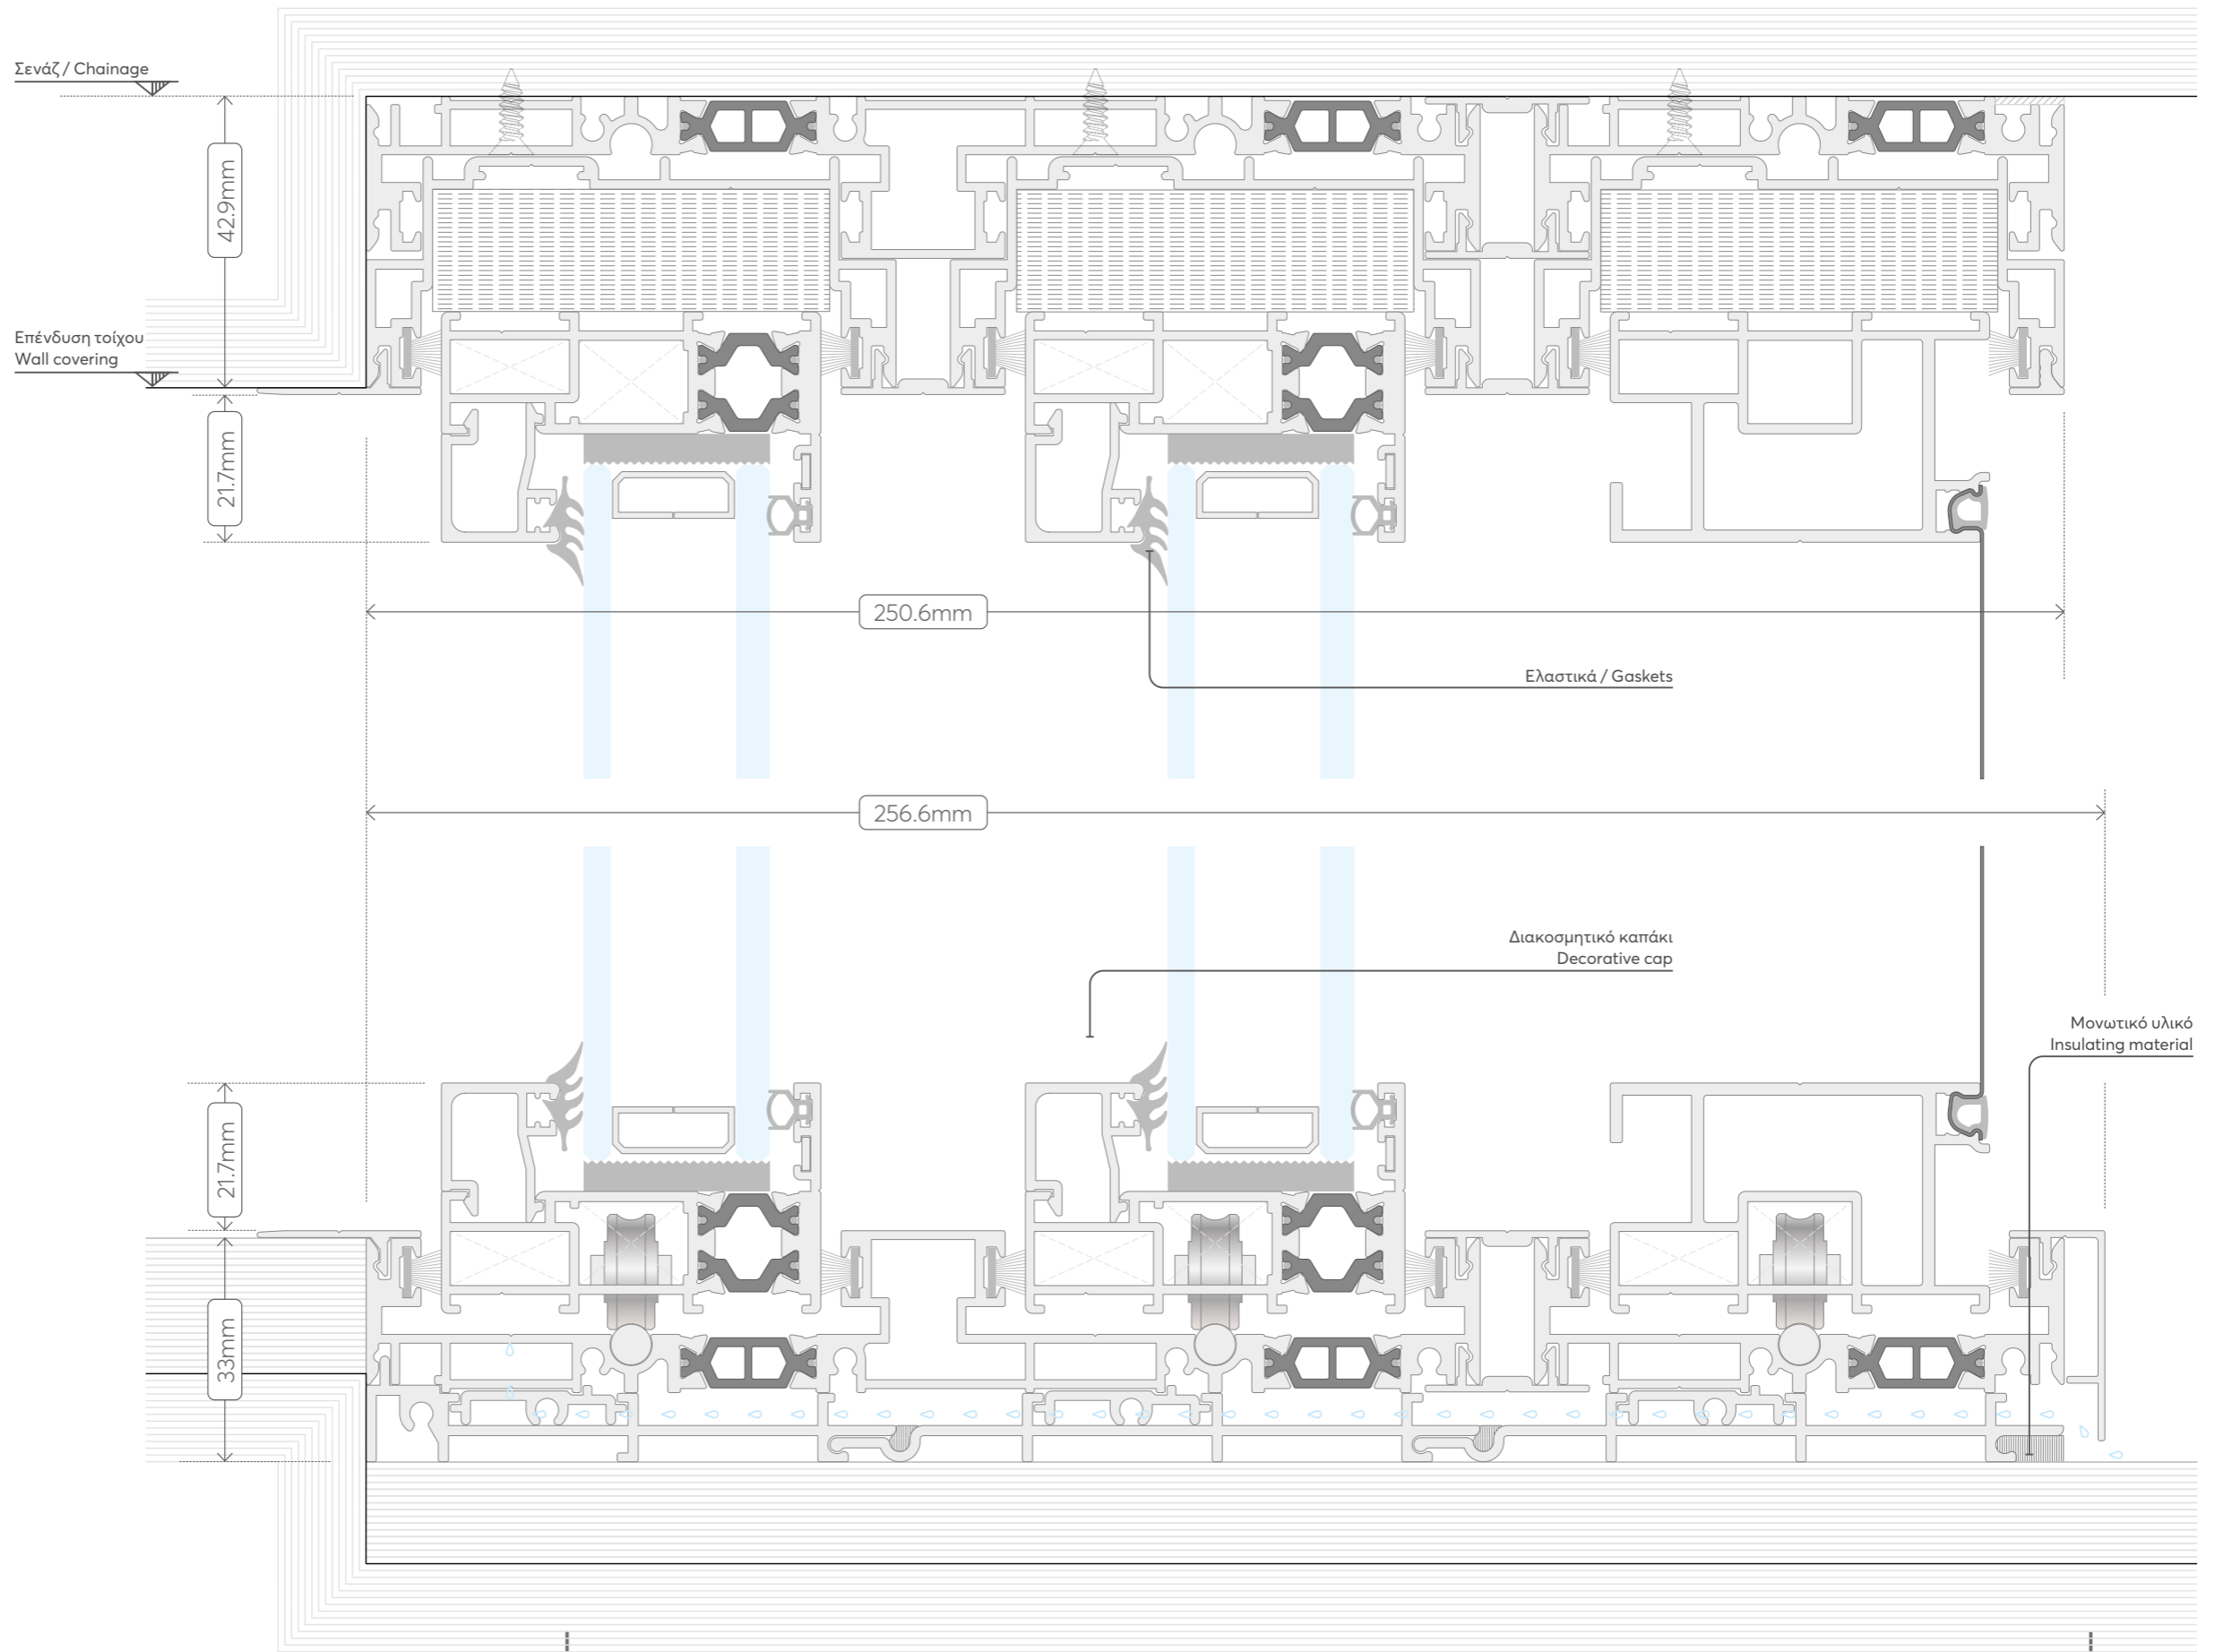 Σενάζ / Chainage
42.9mm
Επένδυση τοίχου
Wall covering
21.7mm
250.6mm
Ελαστικά / Gaskets
256.6mm
Διακοσμητικό καπάκι
Decorative cap
Μονωτικό υλικό
Insulating material
21.7mm
33mm